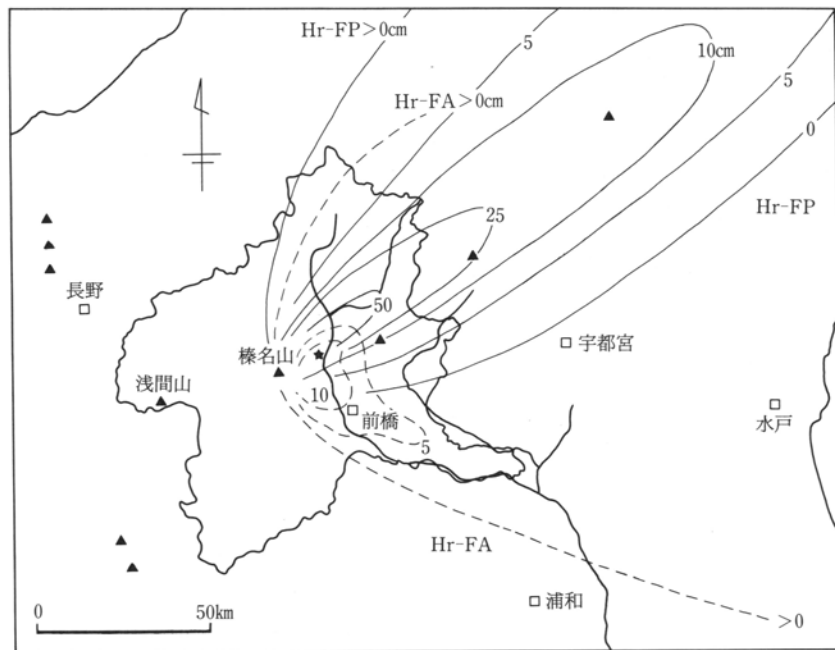 Hr-FP>0㎝
5
10㎝
5
0
Hr-FA>0㎝
Hr-FP
25
長野
50
榛名山
宇都宮
浅間山
10
前橋
水戸
5
Hr-FA
0
50km
浦和
>0